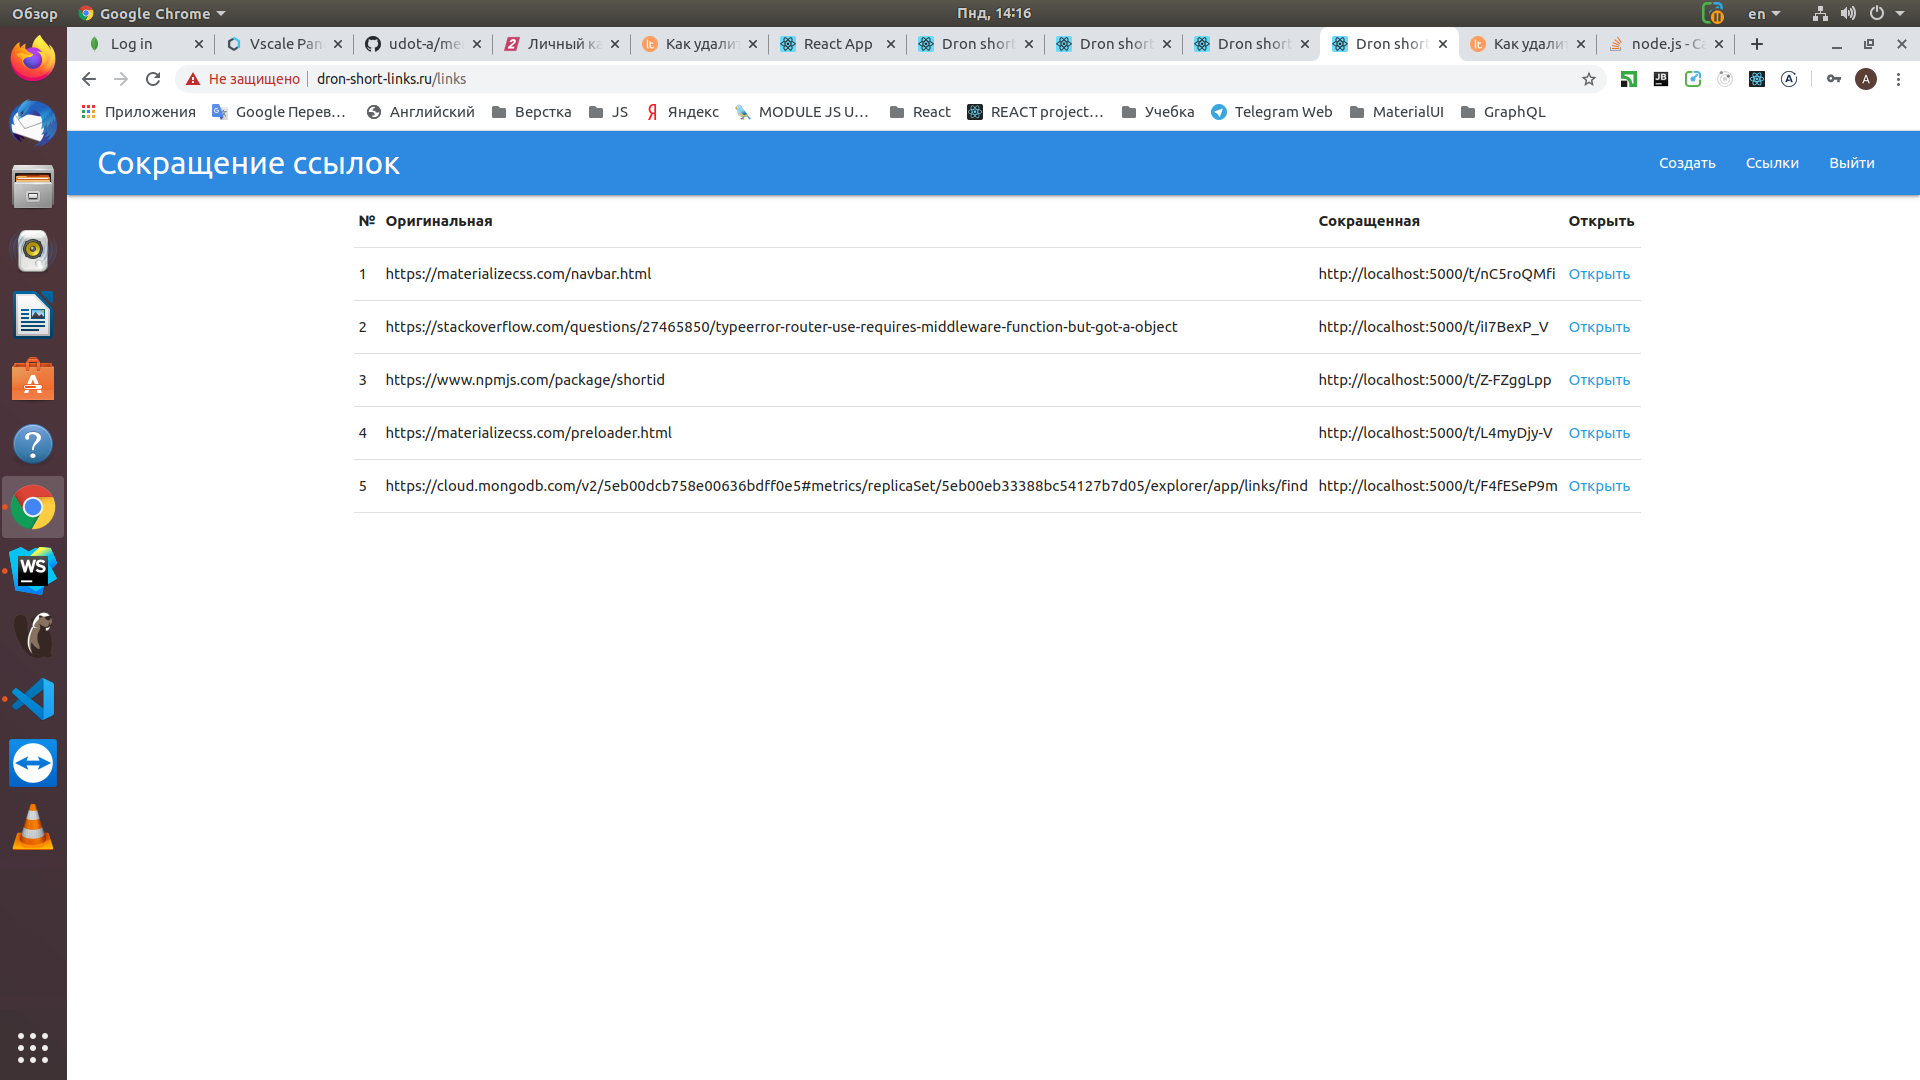 Обзор Google Chrome Пнд, 14:16 en
Log in Vscale Pan udot-a/me Личный ка Как удали React App Dron short Dron short Dron short Dron short Как удали node.js - Ca
Не защищено dron-short-links.ru/links
Приложения Google Перев… Английский Верстка JS Яндекс MODULE JS U… React REACT project… Учебка Telegram Web MaterialUI GraphQL
Сокращение ссылок Создать Ссылки Выйти
№ Оригинальная Сокращенная Открыть
1 https://materializecss.com/navbar.html http://localhost:5000/t/nC5roQMfi Открыть
2 https://stackoverflow.com/questions/27465850/typeerror-router-use-requires-middleware-function-but-got-a-object http://localhost:5000/t/iI7BexP_V Открыть
3 https://www.npmjs.com/package/shortid http://localhost:5000/t/Z-FZggLpp Открыть
4 https://materializecss.com/preloader.html http://localhost:5000/t/L4myDjy-V Открыть
5 https://cloud.mongodb.com/v2/5eb00dcb758e00636bdff0e5#metrics/replicaSet/5eb00eb33388bc54127b7d05/explorer/app/links/find http://localhost:5000/t/F4fESeP9m Открыть
WS